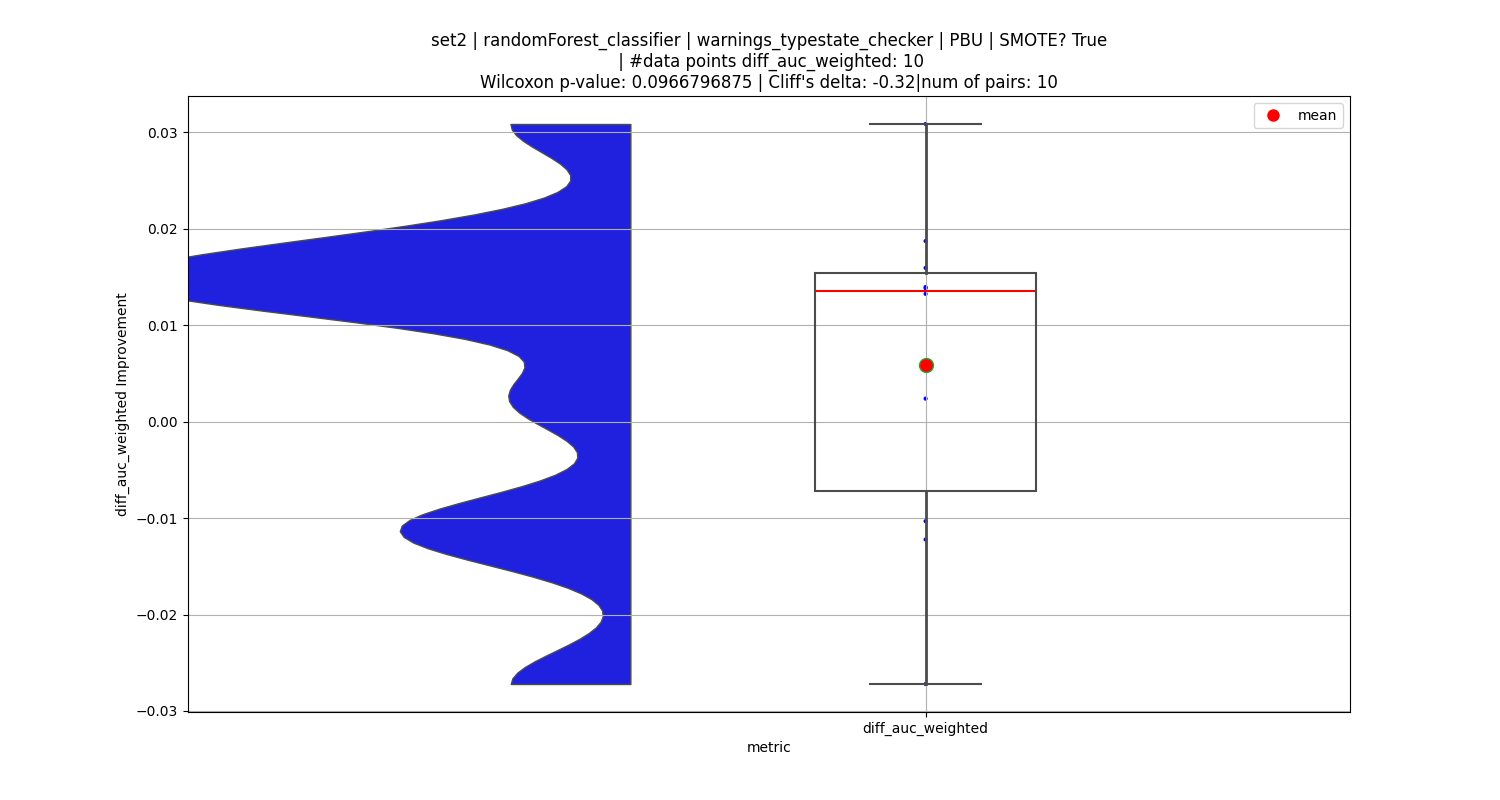 set2 | randomForest_classifier | warnings_typestate_checker | PBU | SMOTE? True
| #data points diff_auc_weighted: 10
Wilcoxon p-value: 0.0966796875 | Cliff's delta: -0.32|num of pairs: 10
mean
0.03
0.02
0.01
0.00
−0.01
−0.02
−0.03
diff_auc_weighted Improvement
diff_auc_weighted
metric